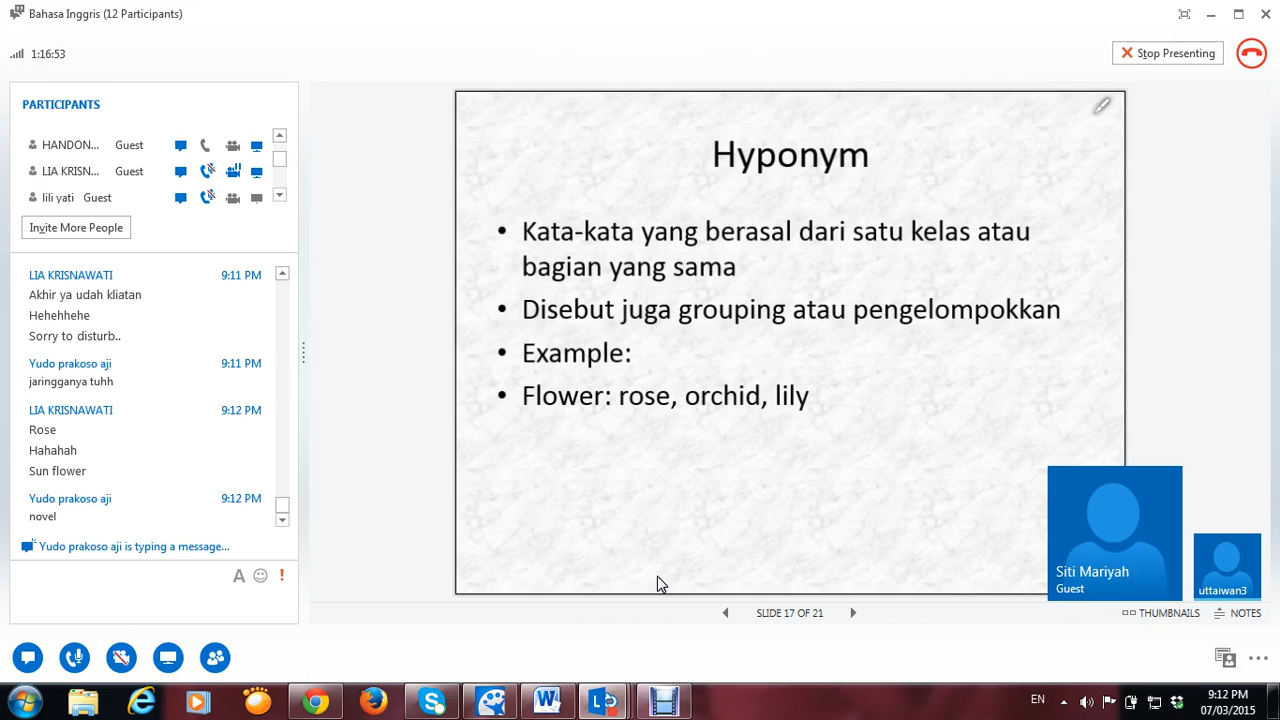 Bahasa Inggris (12 Participants)
1:16:53
Stop Presenting
PARTICIPANTS
HANDON... Guest
LIA KRISN... Guest
lili yati Guest
Invite More People
LIA KRISNAWATI 9:11 PM
Akhir ya udah kliatan
Hehehhehe
Sorry to disturb..
Yudo prakoso aji 9:11 PM
jaringganya tuhh
LIA KRISNAWATI 9:12 PM
Rose
Hahahah
Sun flower
Yudo prakoso aji 9:12 PM
novel
Yudo prakoso aji is typing a message...
A
Hyponym
• Kata-kata yang berasal dari satu kelas atau
bagian yang sama
• Disebut juga grouping atau pengelompokkan
• Example:
• Flower: rose, orchid, lily
Siti Mariyah
Guest
uttaiwan3
SLIDE 17 OF 21
THUMBNAILS
NOTES
EN
9:12 PM
07/03/2015